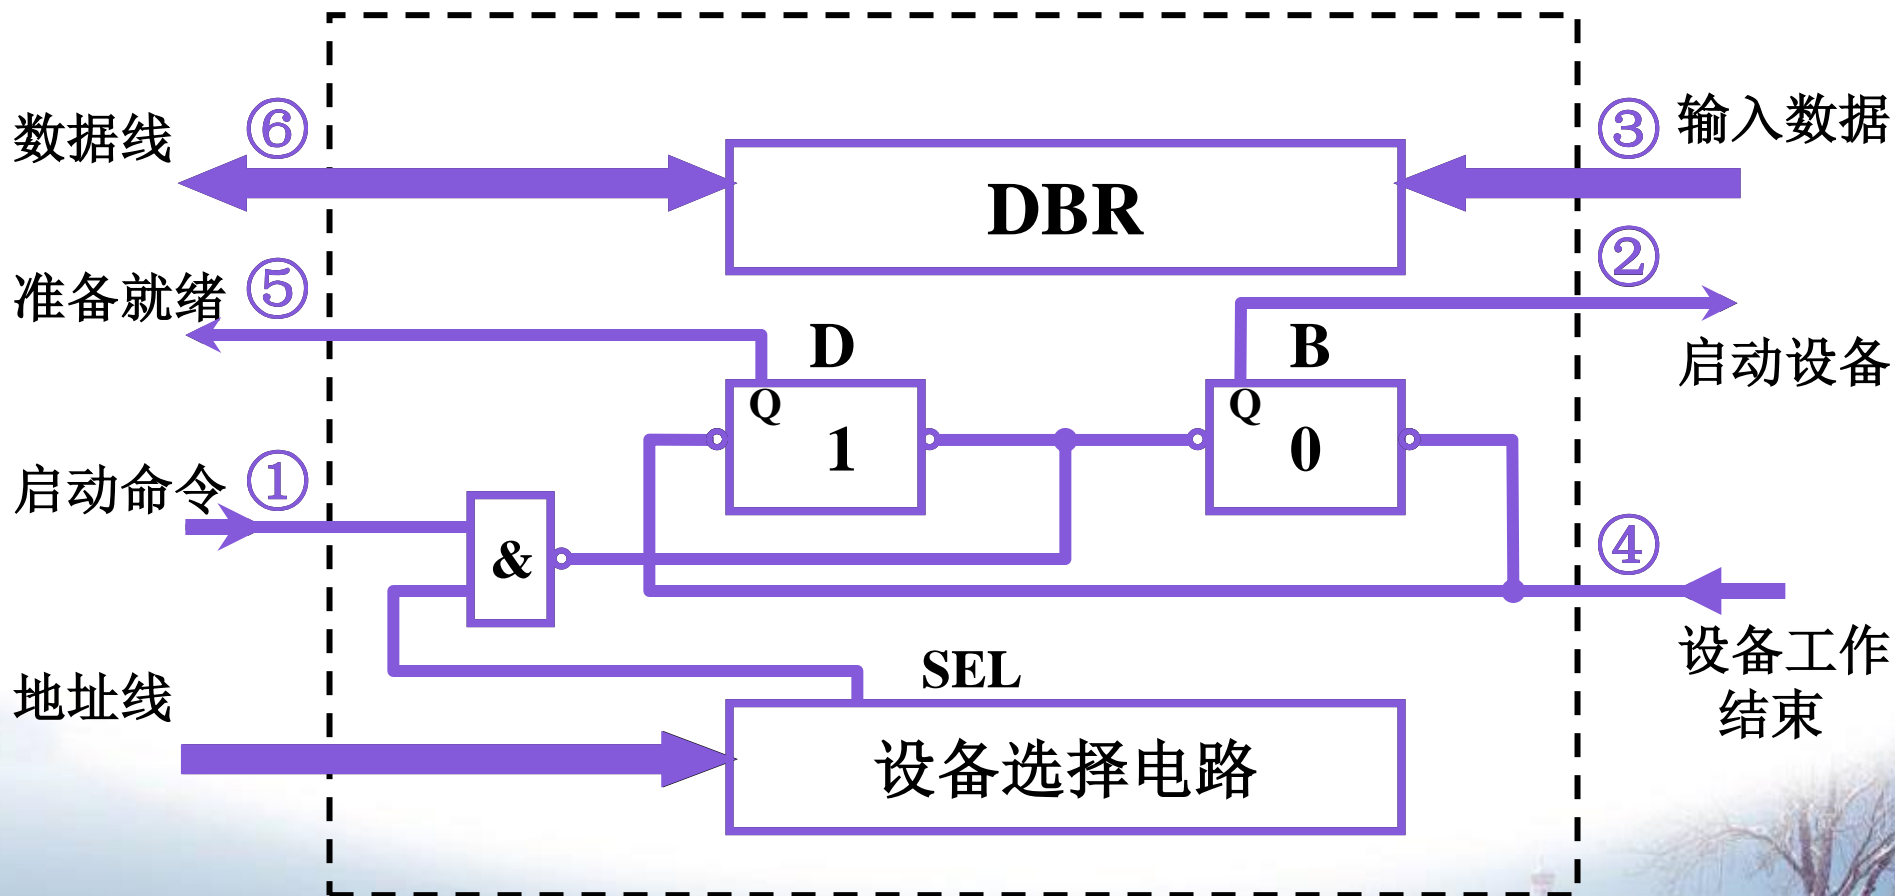 数据线
⑥
DBR
③
输入数据
准备就绪
⑤
②
启动设备
D
Q
1
B
Q
0
启动命令
①
&
④
设备工作
结束
地址线
SEL
设备选择电路